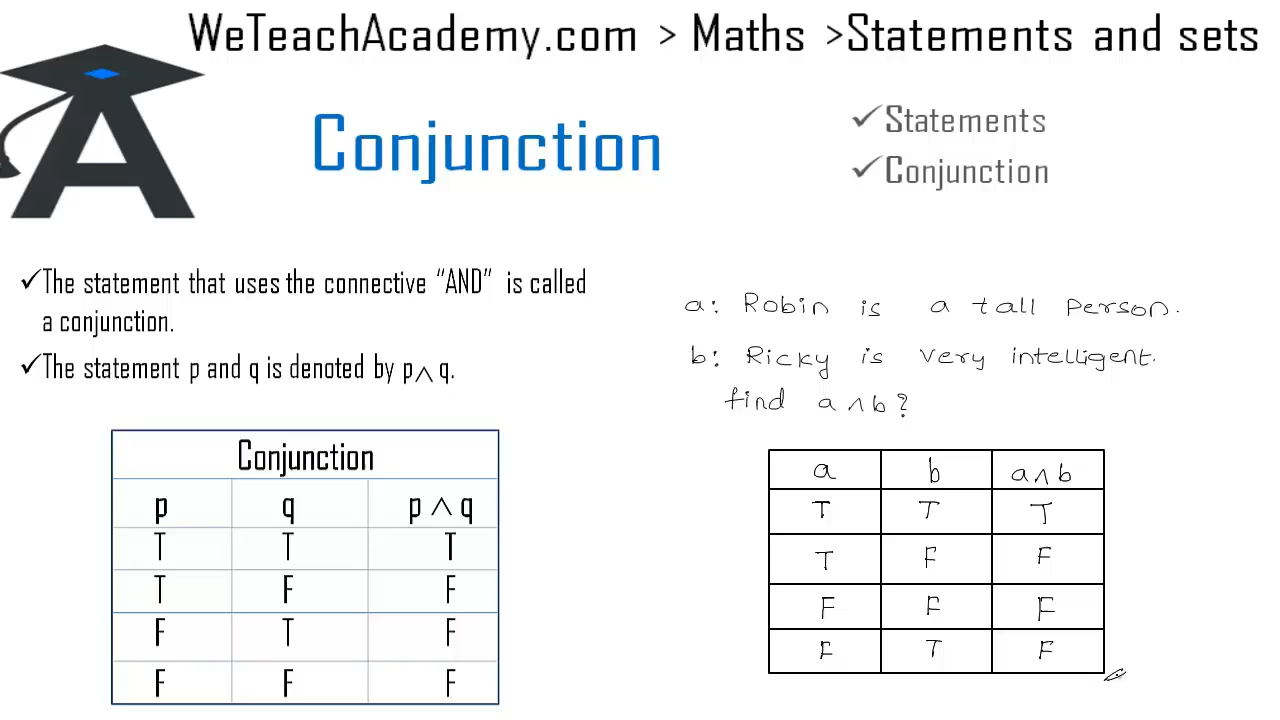 WeTeachAcademy.com > Maths >Statements and sets
Conjunction
✓ Statements
✓ Conjunction
✓ The statement that uses the connective “AND” is called
a conjunction.
✓ The statement p and q is denoted by p∧q.
Conjunction
p q p ∧ q
T T T
T F F
F T F
F F F
a: Robin is a tall person.
b: Ricky is very intelligent.
find a ∧ b?
a b a ∧ b
T T T
T F F
F F F
F T F